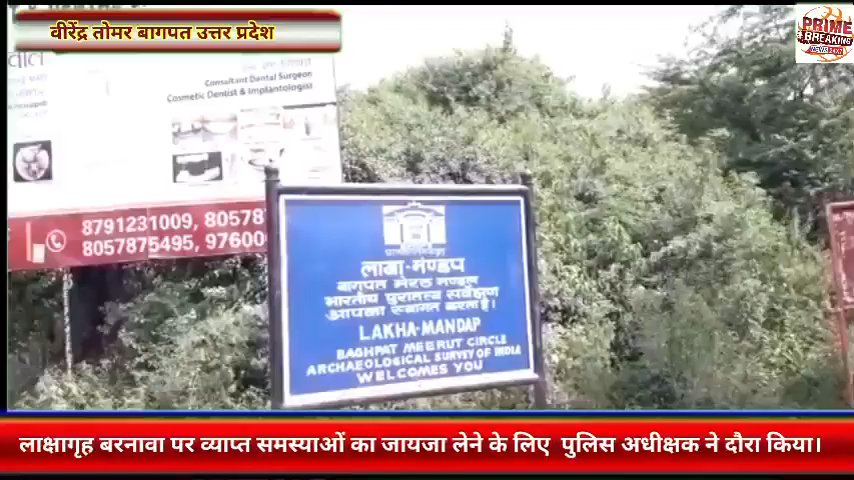 वीरेंद्र तोमर बागपत उत्तर प्रदेश
PRIME
BREAKING
NEWS 24X7
Consultant Dental Surgeon
Cosmetic Dentist & Implantologist
8791231009, 80578
8057875495, 97600
लाखा-मण्डप
बागपत मेरठ मण्डल
भारतीय पुरातत्व सर्वेक्षण
आपका स्वागत करता है।
LAKHA-MANDAP
BAGHPAT MEERUT CIRCLE
ARCHAEOLOGICAL SURVEY OF INDIA
WELCOMES YOU
लाक्षागृह बरनावा पर व्याप्त समस्याओं का जायजा लेने के लिए पुलिस अधीक्षक ने दौरा किया।